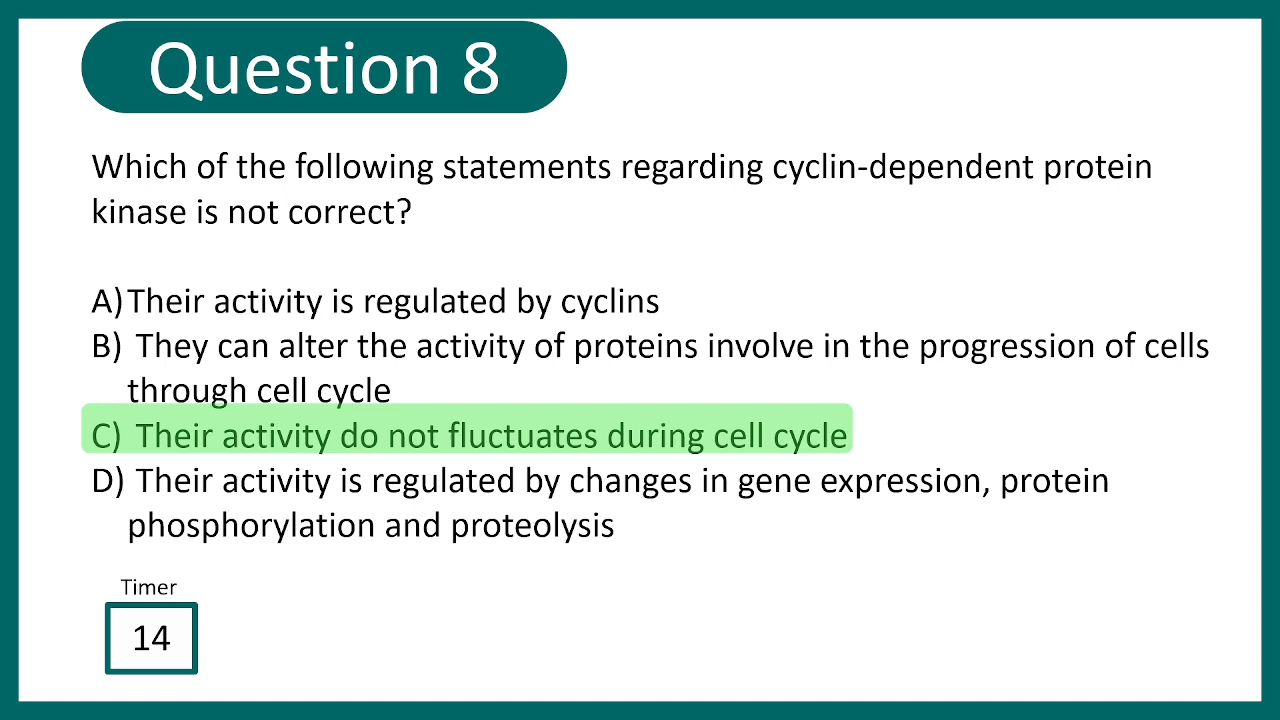 Question 8
Which of the following statements regarding cyclin-dependent protein
kinase is not correct?
A) Their activity is regulated by cyclins
B) They can alter the activity of proteins involve in the progression of cells
through cell cycle
C) Their activity do not fluctuates during cell cycle
D) Their activity is regulated by changes in gene expression, protein
phosphorylation and proteolysis
Timer
14